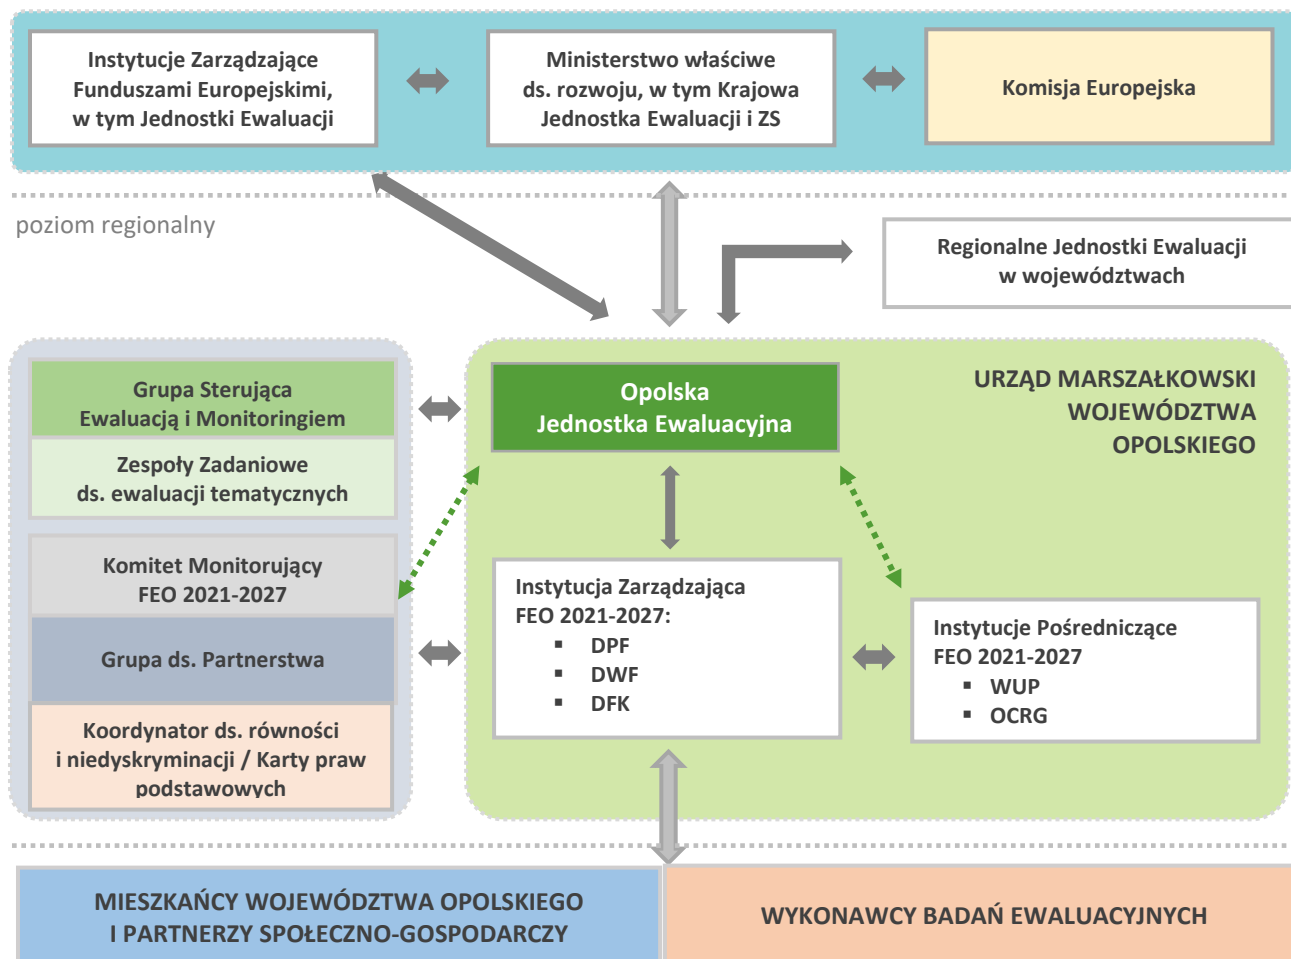 Instytucje Zarządzające
Funduszami Europejskimi,
w tym Jednostki Ewaluacji
Ministerstwo właściwe
ds. rozwoju, w tym Krajowa
Jednostka Ewaluacji i ZS
Komisja Europejska
poziom regionalny
Regionalne Jednostki Ewaluacji
w województwach
Grupa Sterująca
Ewaluacją i Monitoringiem
Zespoły Zadaniowe
ds. ewaluacji tematycznych
Komitet Monitorujący
FEO 2021-2027
Grupa ds. Partnerstwa
Koordynator ds. równości
i niedyskryminacji / Karty praw
podstawowych
Opolska
Jednostka Ewaluacyjna
URZĄD MARSZAŁKOWSKI
WOJEWÓDZTWA
OPOLSKIEGO
Instytucja Zarządzająca
FEO 2021-2027:
▪ DPF
▪ DWF
▪ DFK
Instytucje Pośredniczące
FEO 2021-2027
▪ WUP
▪ OCRG
MIESZKAŃCY WOJEWÓDZTWA OPOLSKIEGO
I PARTNERZY SPOŁECZNO-GOSPODARCZY
WYKONAWCY BADAŃ EWALUACYJNYCH